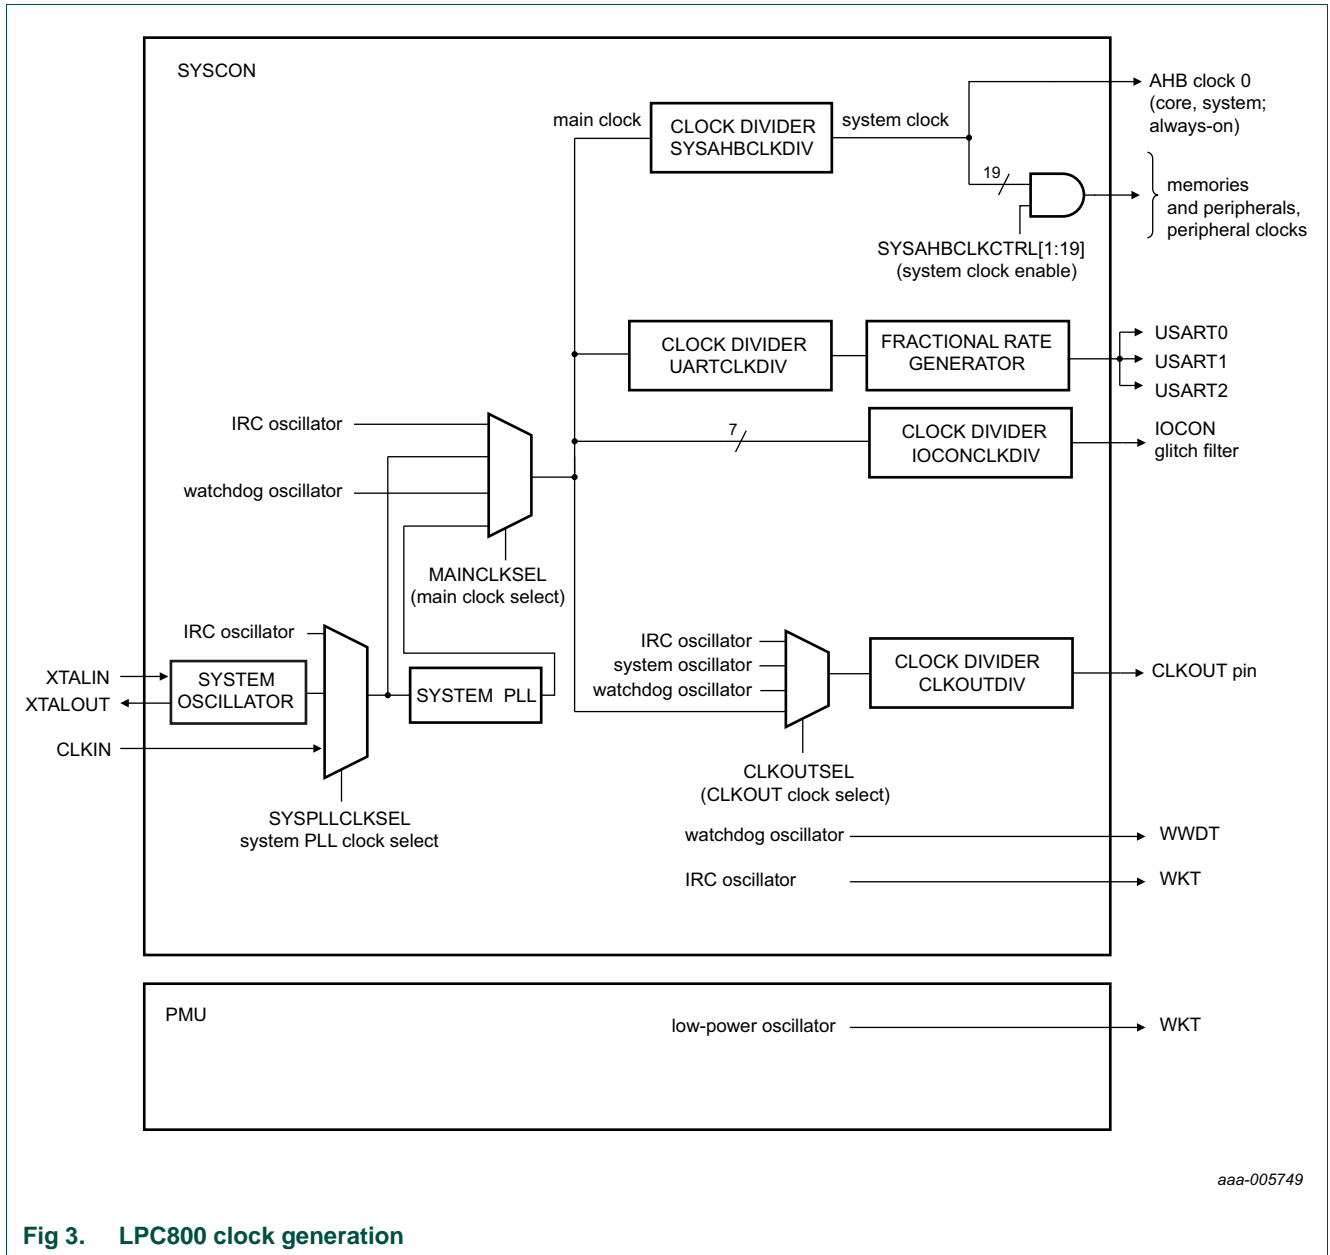 SYSCON
AHB clock 0
(core, system;
always-on)
main clock
CLOCK DIVIDER
SYSAHBCLKDIV
system clock
19
memories
and peripherals,
peripheral clocks
SYSAHBCLKCTRL[1:19]
(system clock enable)
CLOCK DIVIDER
UARTCLKDIV
FRACTIONAL RATE
GENERATOR
USART0
USART1
USART2
IRC oscillator
watchdog oscillator
7
CLOCK DIVIDER
IOCONCLKDIV
IOCON
glitch filter
MAINCLKSEL
(main clock select)
IRC oscillator
XTALIN
XTALOUT
SYSTEM
OSCILLATOR
CLKIN
SYSTEM PLL
IRC oscillator
system oscillator
watchdog oscillator
CLOCK DIVIDER
CLKOUTDIV
CLKOUT pin
SYSPLLCLKSEL
system PLL clock select
CLKOUTSEL
(CLKOUT clock select)
watchdog oscillator
WWDT
IRC oscillator
WKT
PMU
low-power oscillator
WKT
aaa-005749
Fig 3. LPC800 clock generation